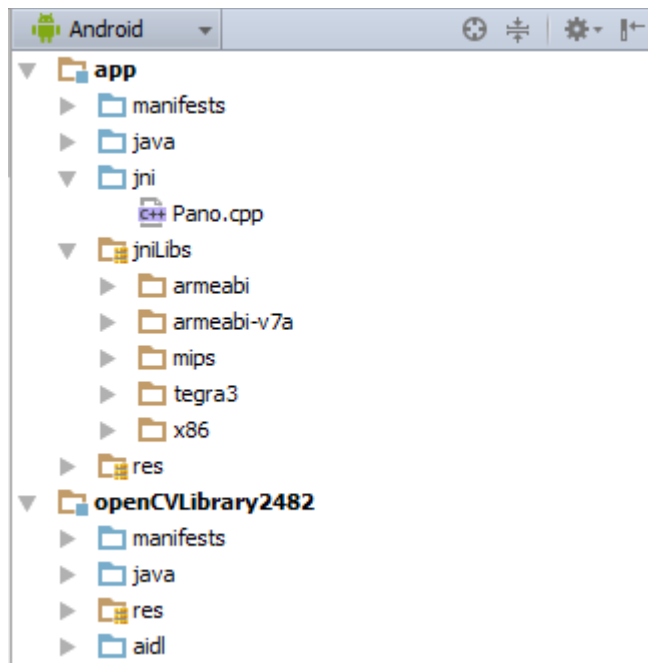 Android
app
manifests
java
jni
C++ Pano.cpp
jniLibs
armeabi
armeabi-v7a
mips
tegra3
x86
res
openCVLibrary2482
manifests
java
res
aidl